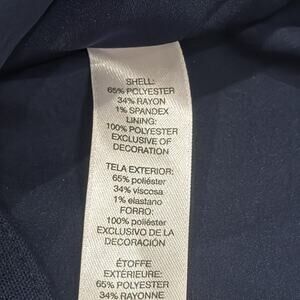 SHELL:
65% POLYESTER
34% RAYON
1% SPANDEX
LINING:
100% POLYESTER
EXCLUSIVE OF
DECORATION
TELA EXTERIOR:
65% poliéster
34% viscosa
1% elastano
FORRO:
100% poliéster
EXCLUSIVO DE LA
DECORACIÓN
ÉTOFFE
EXTÉRIEURE:
65% POLYESTER
34% RAYONNE